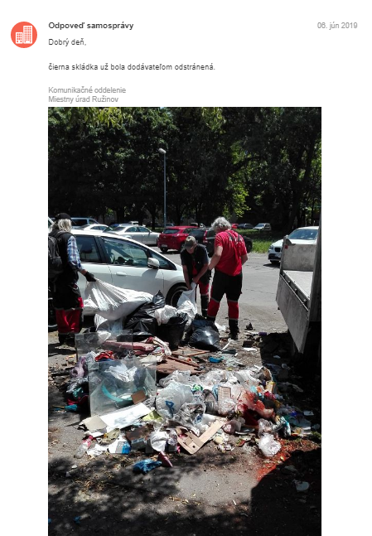 Odpoveď samosprávy
06. jún 2019
Dobrý deň,
čierna skládka už bola dodávateľom odstránená.
Komunikačné oddelenie
Miestny úrad Ružinov